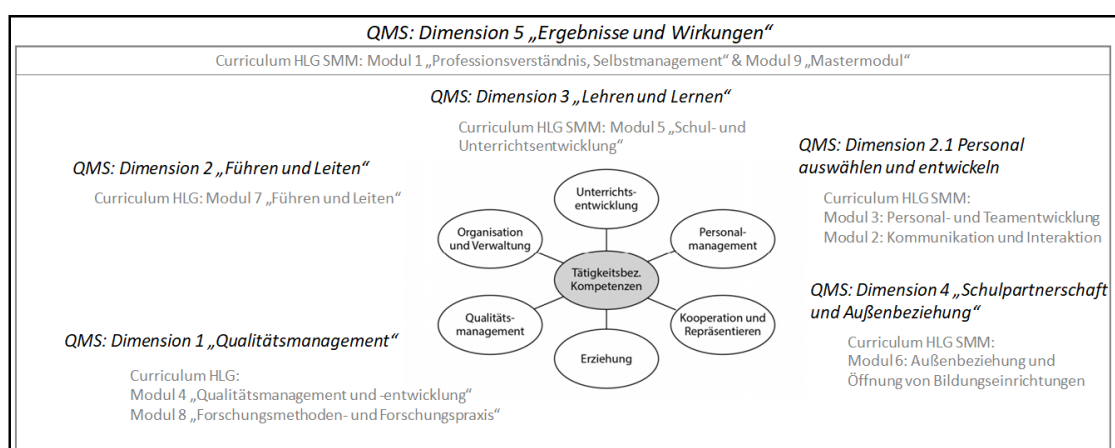 QMS: Dimension 5 „Ergebnisse und Wirkungen“
Curriculum HLG SMM: Modul 1 „Professionsverständnis, Selbstmanagement“ & Modul 9 „Mastermodul“
QMS: Dimension 3 „Lehren und Lernen“
Curriculum HLG SMM: Modul 5 „Schul- und
Unterrichtsentwicklung“
QMS: Dimension 2.1 Personal
auswählen und entwickeln
Curriculum HLG SMM:
Modul 3: Personal- und Teamentwicklung
Modul 2: Kommunikation und Interaktion
QMS: Dimension 2 „Führen und Leiten“
Curriculum HLG: Modul 7 „Führen und Leiten“
Unterrichts-
entwicklung
Organisation
und Verwaltung
Personal-
management
Tätigkeitsbez.
Kompetenzen
Qualitäts-
management
Kooperation und
Repräsentieren
Erziehung
QMS: Dimension 4 „Schulpartnerschaft
und Außenbeziehung“
Curriculum HLG SMM:
Modul 6: Außenbeziehung und
Öffnung von Bildungseinrichtungen
QMS: Dimension 1 „Qualitätsmanagement“
Curriculum HLG:
Modul 4 „Qualitätsmanagement und -entwicklung“
Modul 8 „Forschungsmethoden- und Forschungspraxis“